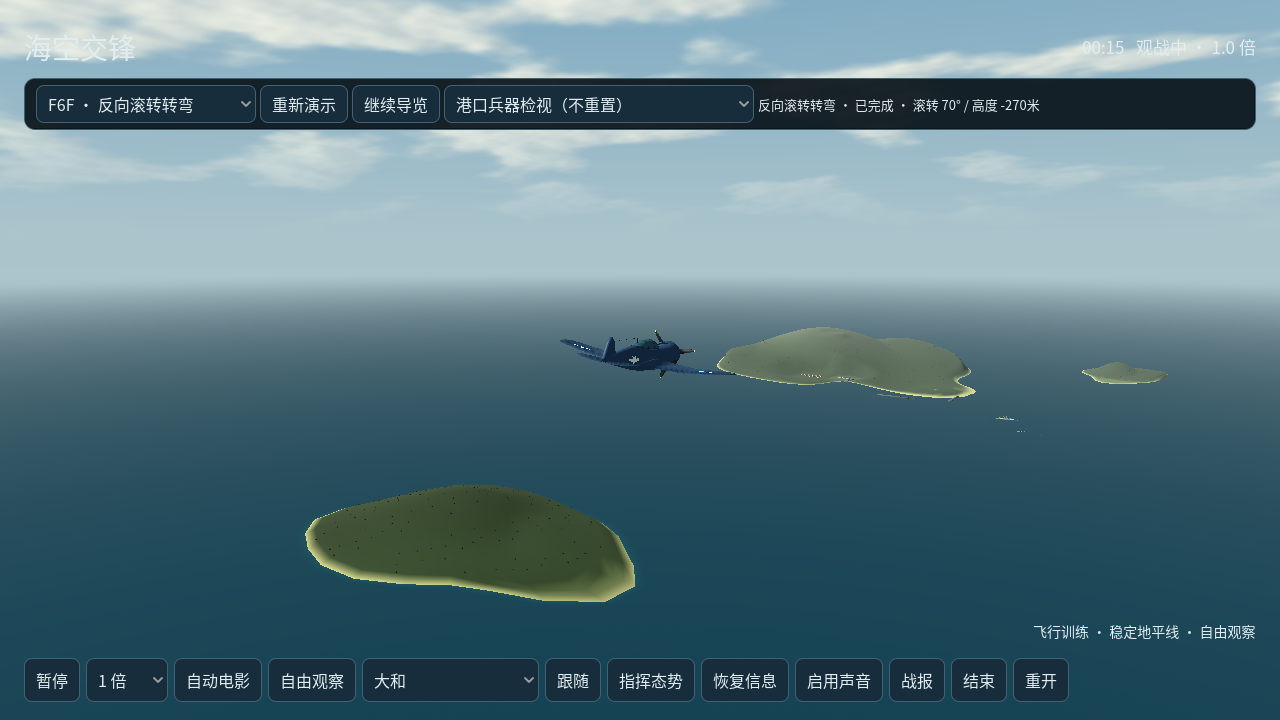 海空交锋
00:15 观战中 · 1.0 倍
F6F · 反向滚转转弯 重新演示 继续导览 港口兵器检视（不重置） 反向滚转转弯 · 已完成 · 滚转 70° / 高度 -270米
飞行训练 · 稳定地平线 · 自由观察
暂停 1 倍 自动电影 自由观察 大和 跟随 指挥态势 恢复信息 启用声音 战报 结束 重开